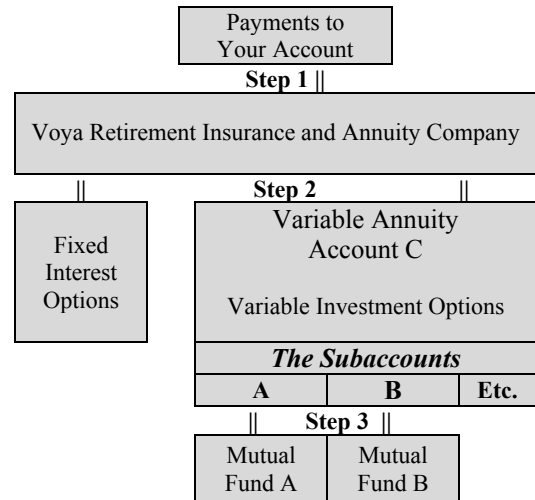 Payments to
Your Account
Step 1 ||
Voya Retirement Insurance and Annuity Company
|| Step 2 ||
Fixed
Interest
Options
Variable Annuity
Account C
Variable Investment Options
The Subaccounts
A B Etc.
|| Step 3 ||
Mutual
Fund A
Mutual
Fund B